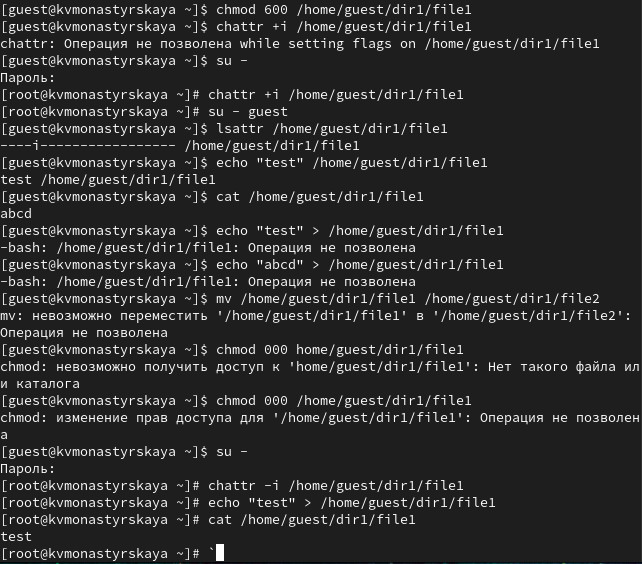 [guest@kvmonastyrskaya ~]$ chmod 600 /home/guest/dir1/file1
[guest@kvmonastyrskaya ~]$ chattr +i /home/guest/dir1/file1
chattr: Операция не позволена while setting flags on /home/guest/dir1/file1
[guest@kvmonastyrskaya ~]$ su -
Пароль:
[root@kvmonastyrskaya ~]# chattr +i /home/guest/dir1/file1
[root@kvmonastyrskaya ~]# su - guest
[guest@kvmonastyrskaya ~]$ lsattr /home/guest/dir1/file1
----i----------------- /home/guest/dir1/file1
[guest@kvmonastyrskaya ~]$ echo "test" /home/guest/dir1/file1
test /home/guest/dir1/file1
[guest@kvmonastyrskaya ~]$ cat /home/guest/dir1/file1
abcd
[guest@kvmonastyrskaya ~]$ echo "test" > /home/guest/dir1/file1
-bash: /home/guest/dir1/file1: Операция не позволена
[guest@kvmonastyrskaya ~]$ echo "abcd" > /home/guest/dir1/file1
-bash: /home/guest/dir1/file1: Операция не позволена
[guest@kvmonastyrskaya ~]$ mv /home/guest/dir1/file1 /home/guest/dir1/file2
mv: невозможно переместить '/home/guest/dir1/file1' в '/home/guest/dir1/file2':
Операция не позволена
[guest@kvmonastyrskaya ~]$ chmod 000 home/guest/dir1/file1
chmod: невозможно получить доступ к 'home/guest/dir1/file1': Нет такого файла ил
и каталога
[guest@kvmonastyrskaya ~]$ chmod 000 /home/guest/dir1/file1
chmod: изменение прав доступа для '/home/guest/dir1/file1': Операция не позволен
а
[guest@kvmonastyrskaya ~]$ su -
Пароль:
[root@kvmonastyrskaya ~]# chattr -i /home/guest/dir1/file1
[root@kvmonastyrskaya ~]# echo "test" > /home/guest/dir1/file1
[root@kvmonastyrskaya ~]# cat /home/guest/dir1/file1
test
[root@kvmonastyrskaya ~]# `